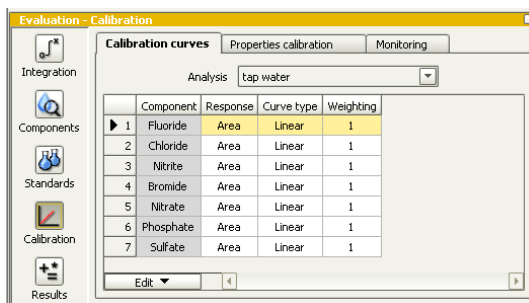 Evaluation - Calibration
Calibration curves Properties calibration Monitoring
Integration
Analysis tap water
Component Response Curve type Weighting
1 Fluoride Area Linear 1
Components
2 Chloride Area Linear 1
3 Nitrite Area Linear 1
Standards
4 Bromide Area Linear 1
5 Nitrate Area Linear 1
6 Phosphate Area Linear 1
Calibration
7 Sulfate Area Linear 1
Edit
Results